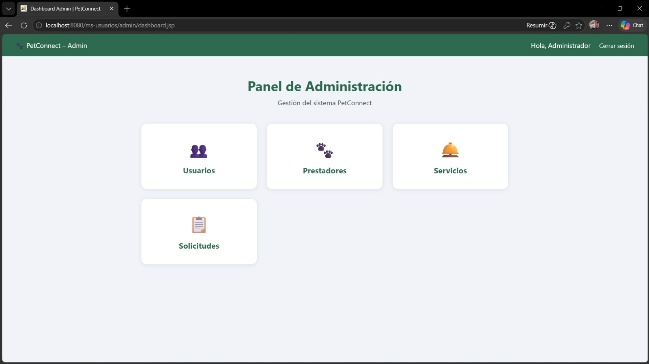 Dashboard Admin | PetConnect
localhost:8080/ms-usuarios/admin/dashboard.jsp
Resumir
Chat
PetConnect – Admin
Hola, Administrador
Cerrar sesión
Panel de Administración
Gestión del sistema PetConnect
Usuarios
Prestadores
Servicios
Solicitudes